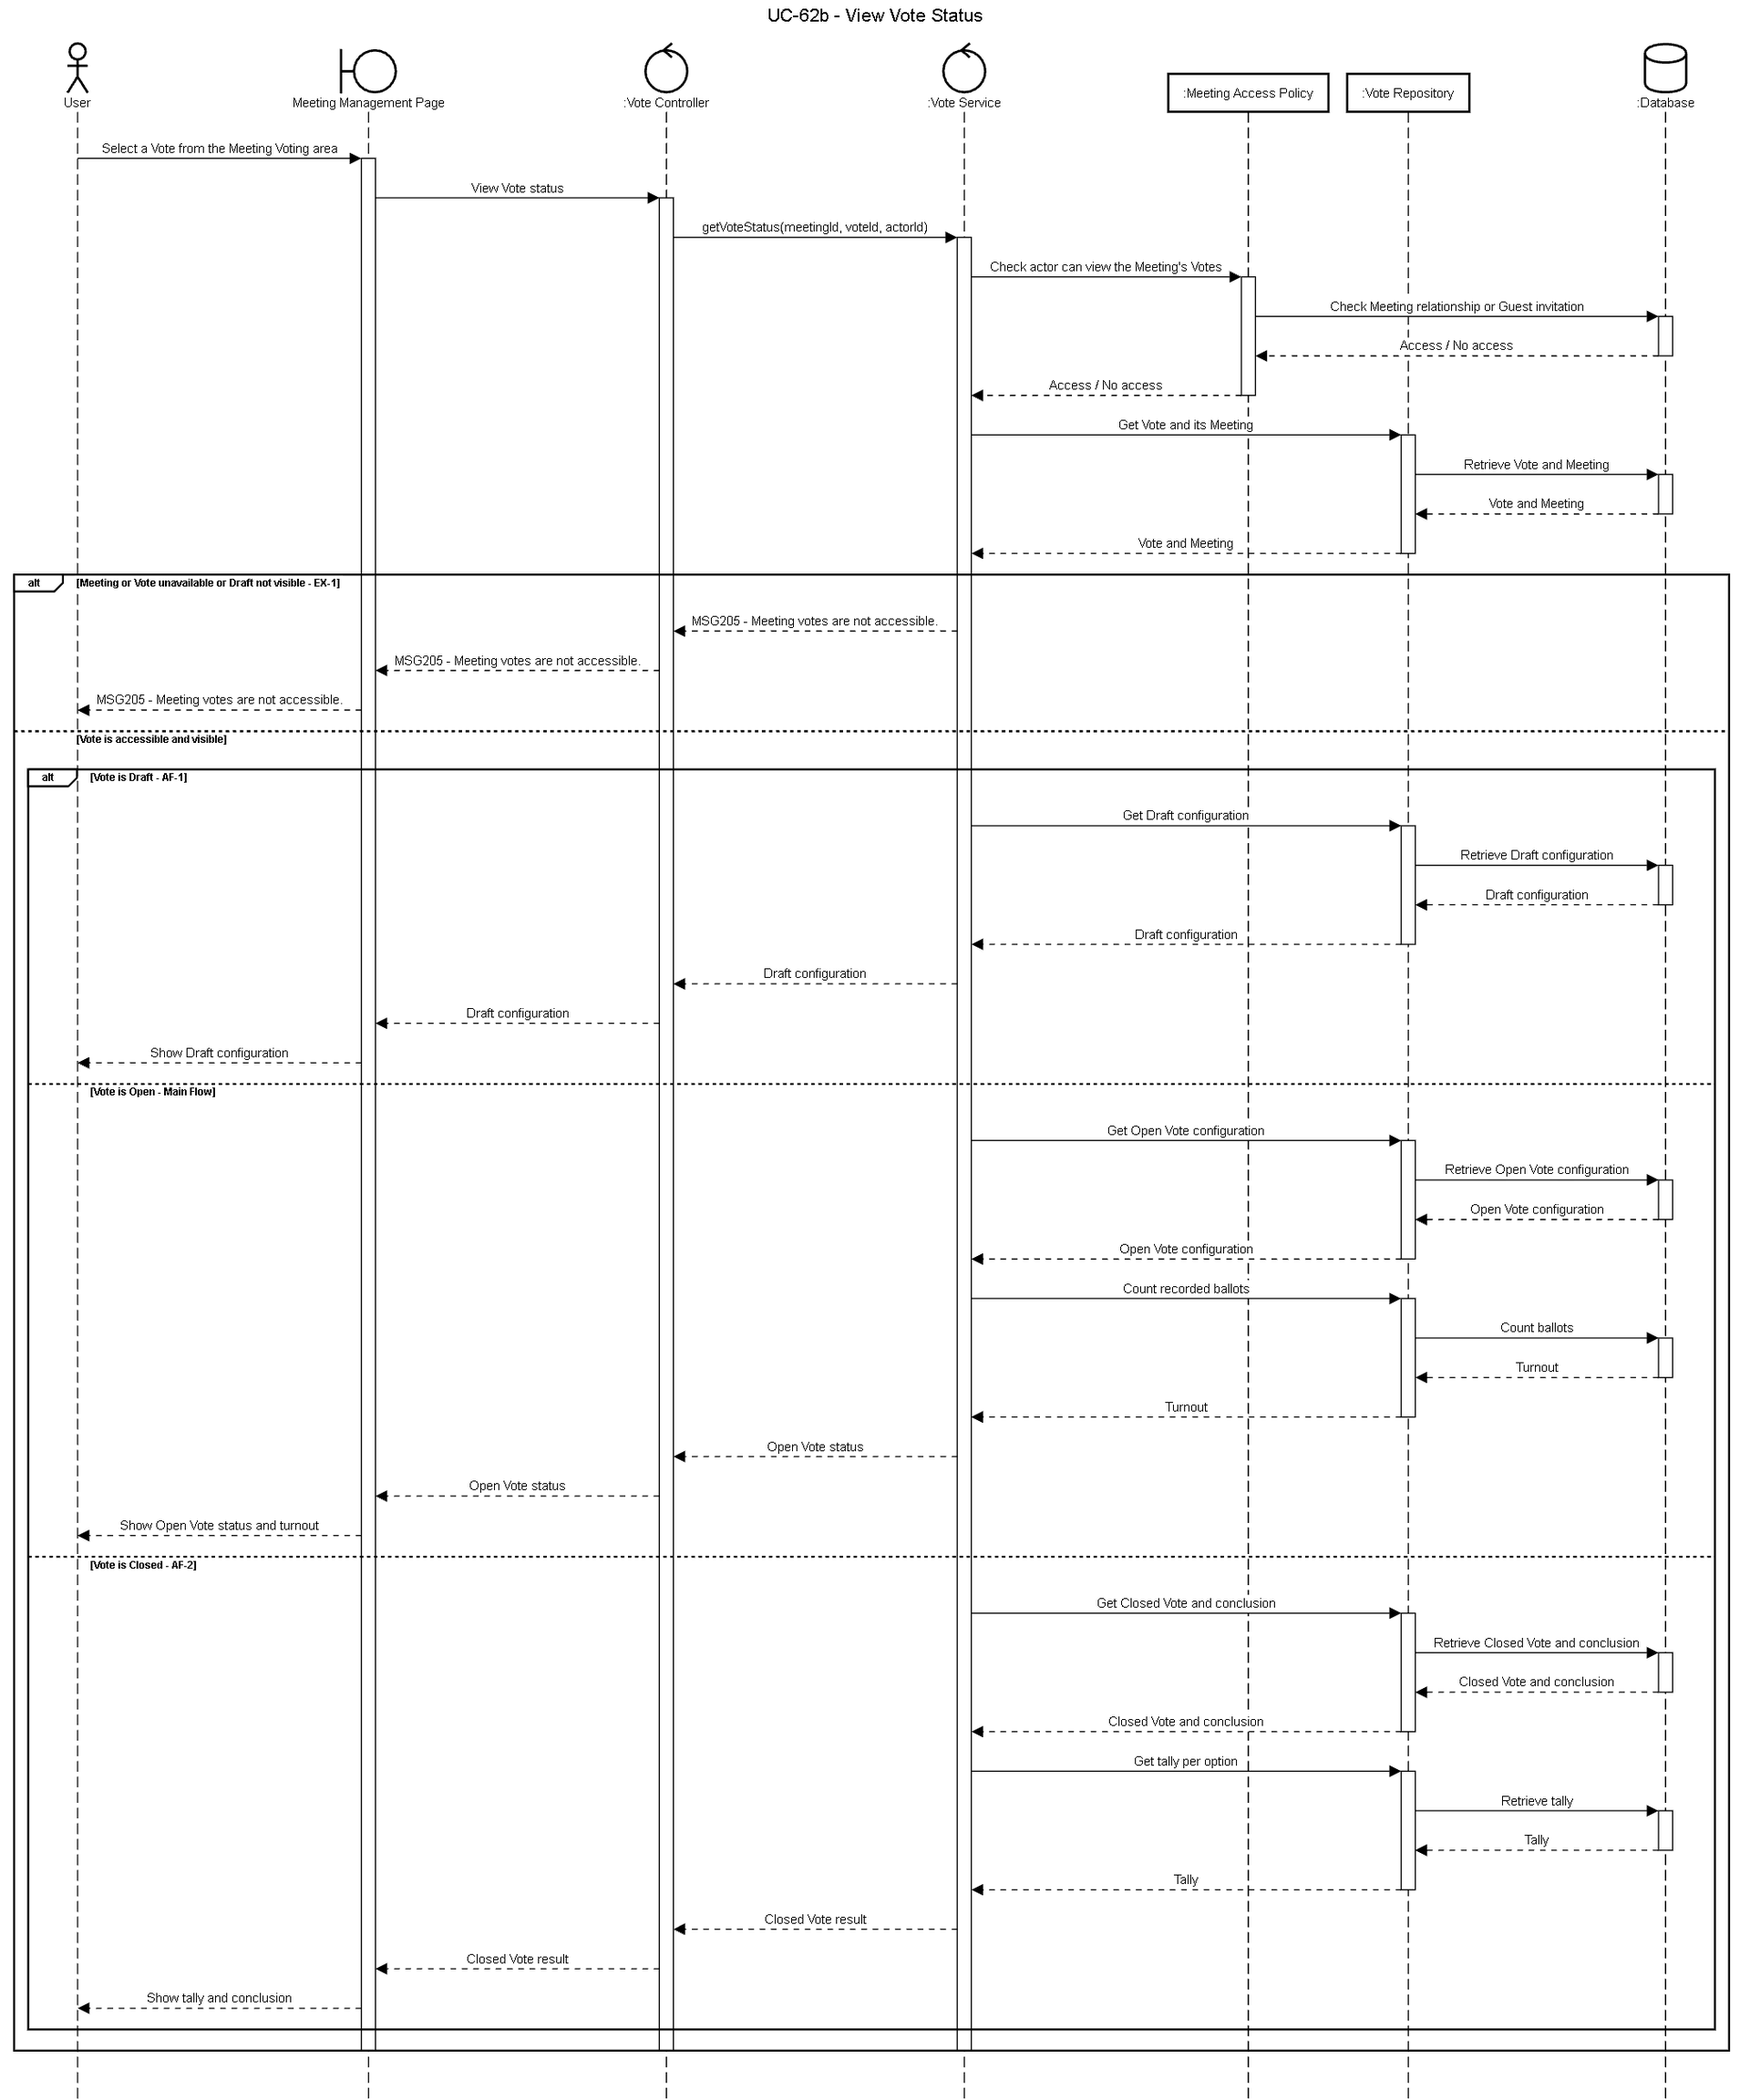 UC-62b - View Vote Status
User
Meeting Management Page
:Vote Controller
:Vote Service
:Meeting Access Policy
:Vote Repository
:Database
Select a Vote from the Meeting Voting area
View Vote status
getVoteStatus(meetingId, voteId, actorId)
Check actor can view the Meeting's Votes
Check Meeting relationship or Guest invitation
Access / No access
Access / No access
Get Vote and its Meeting
Retrieve Vote and Meeting
Vote and Meeting
Vote and Meeting
alt [Meeting or Vote unavailable or Draft not visible - EX-1]
MSG205 - Meeting votes are not accessible.
MSG205 - Meeting votes are not accessible.
MSG205 - Meeting votes are not accessible.
[Vote is accessible and visible]
alt [Vote is Draft - AF-1]
Get Draft configuration
Retrieve Draft configuration
Draft configuration
Draft configuration
Draft configuration
Draft configuration
Show Draft configuration
[Vote is Open - Main Flow]
Get Open Vote configuration
Retrieve Open Vote configuration
Open Vote configuration
Open Vote configuration
Count recorded ballots
Count ballots
Turnout
Turnout
Open Vote status
Open Vote status
Show Open Vote status and turnout
[Vote is Closed - AF-2]
Get Closed Vote and conclusion
Retrieve Closed Vote and conclusion
Closed Vote and conclusion
Closed Vote and conclusion
Get tally per option
Retrieve tally
Tally
Tally
Closed Vote result
Closed Vote result
Show tally and conclusion